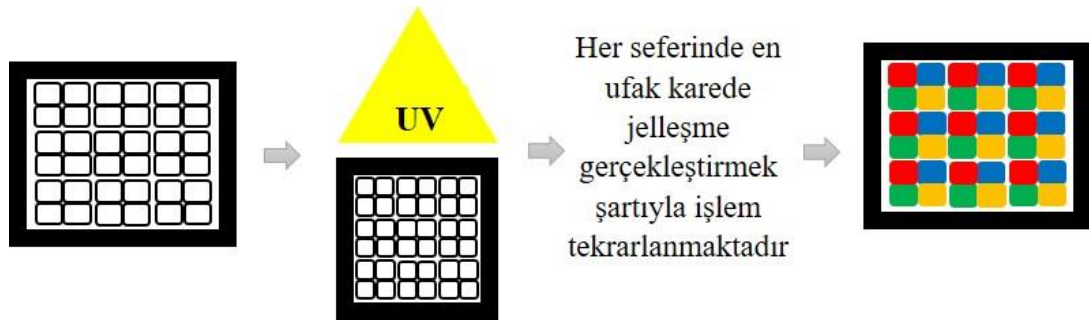 UV
Her seferinde en
ufak karede
jelleşme
gerçekleştirmek
şartıyla işlem
tekrarlanmaktadır